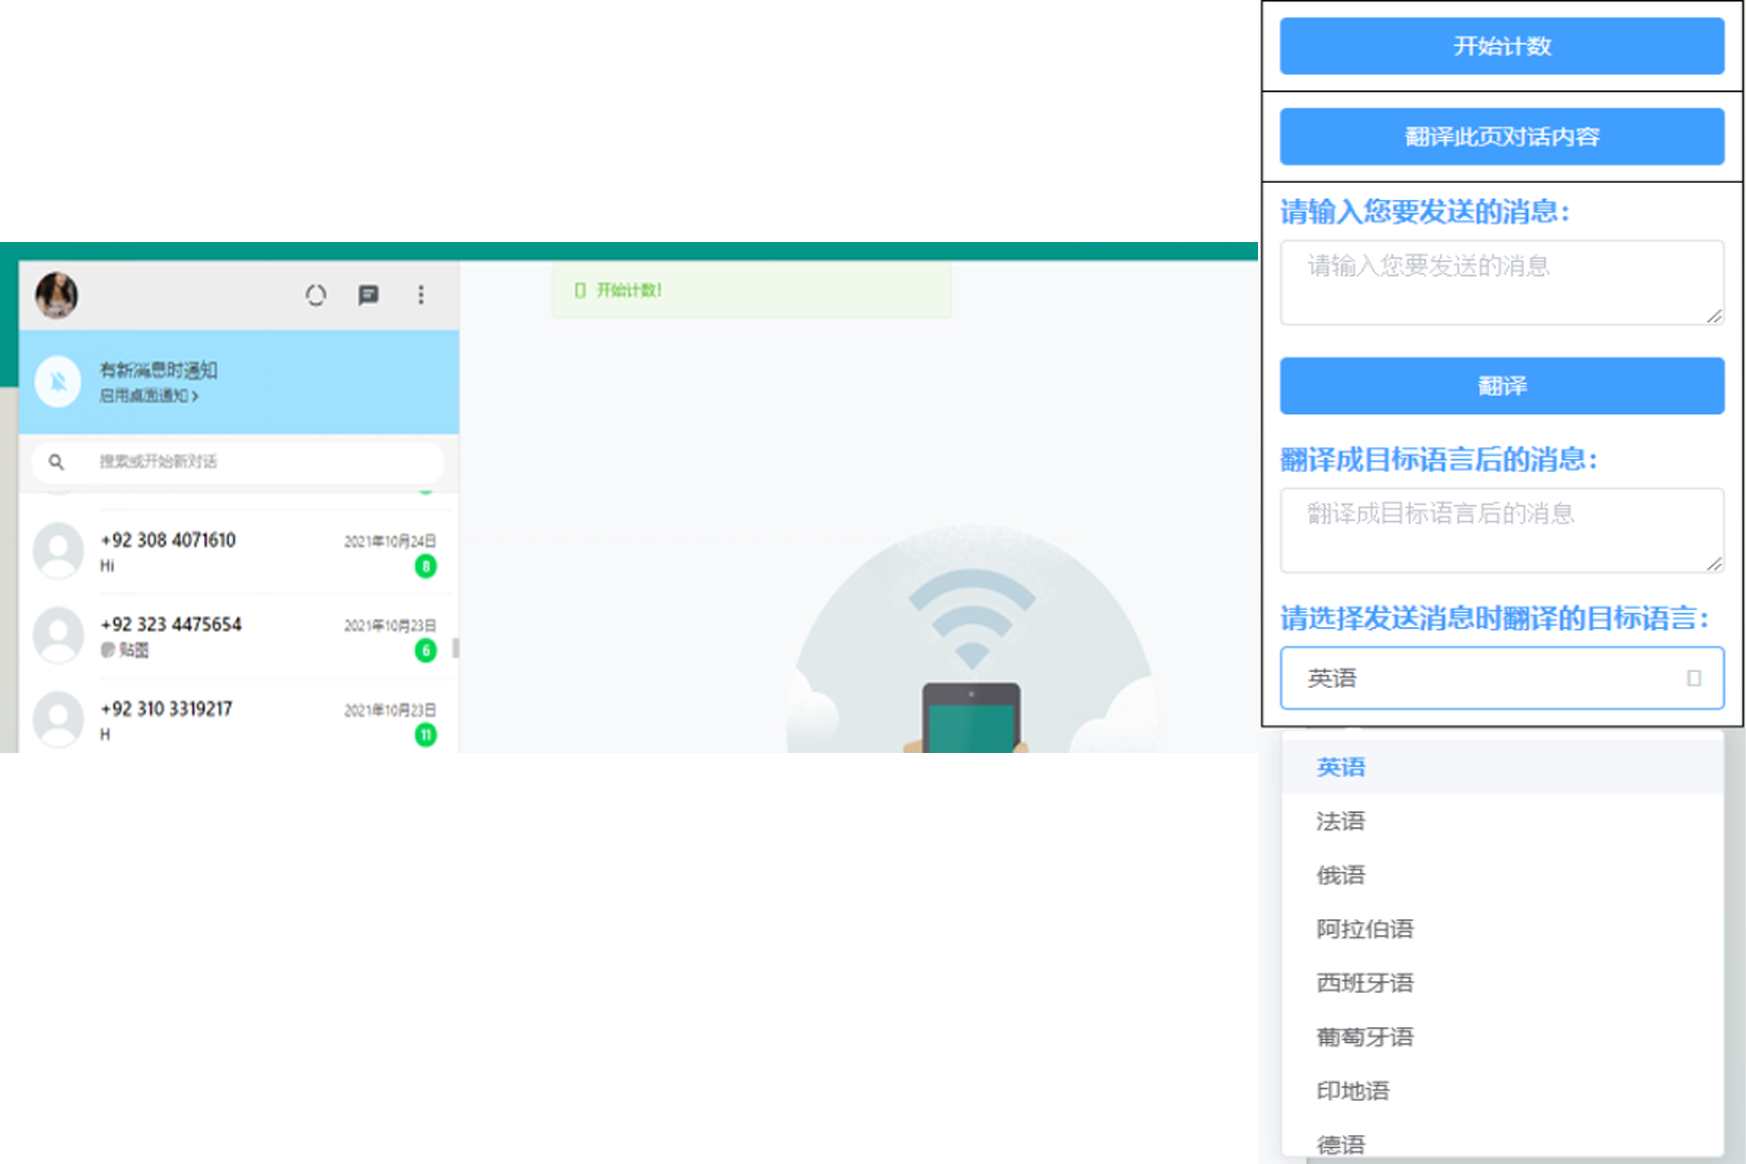 开始计数
翻译此页对话内容
请输入您要发送的消息：
请输入您要发送的消息
翻译
翻译成目标语言后的消息：
翻译成目标语言后的消息
请选择发送消息时翻译的目标语言：
英语
英语
法语
俄语
阿拉伯语
西班牙语
葡萄牙语
印地语
德语
开始计数!
有新消息时通知
启用桌面通知 >
搜索或开始新对话
+92 308 4071610 2021年10月24日
Hi 8
+92 323 4475654 2021年10月23日
贴图 6
+92 310 3319217 2021年10月23日
H 11